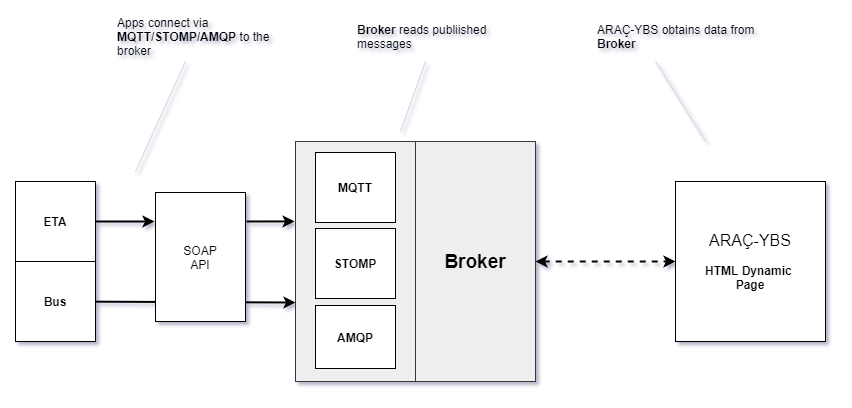 Apps connect via
MQTT/STOMP/AMQP to the
broker
Broker reads publiished
messages
ARAÇ-YBS obtains data from
Broker
ETA
Bus
SOAP
API
MQTT
STOMP
AMQP
Broker
ARAÇ-YBS
HTML Dynamic
Page